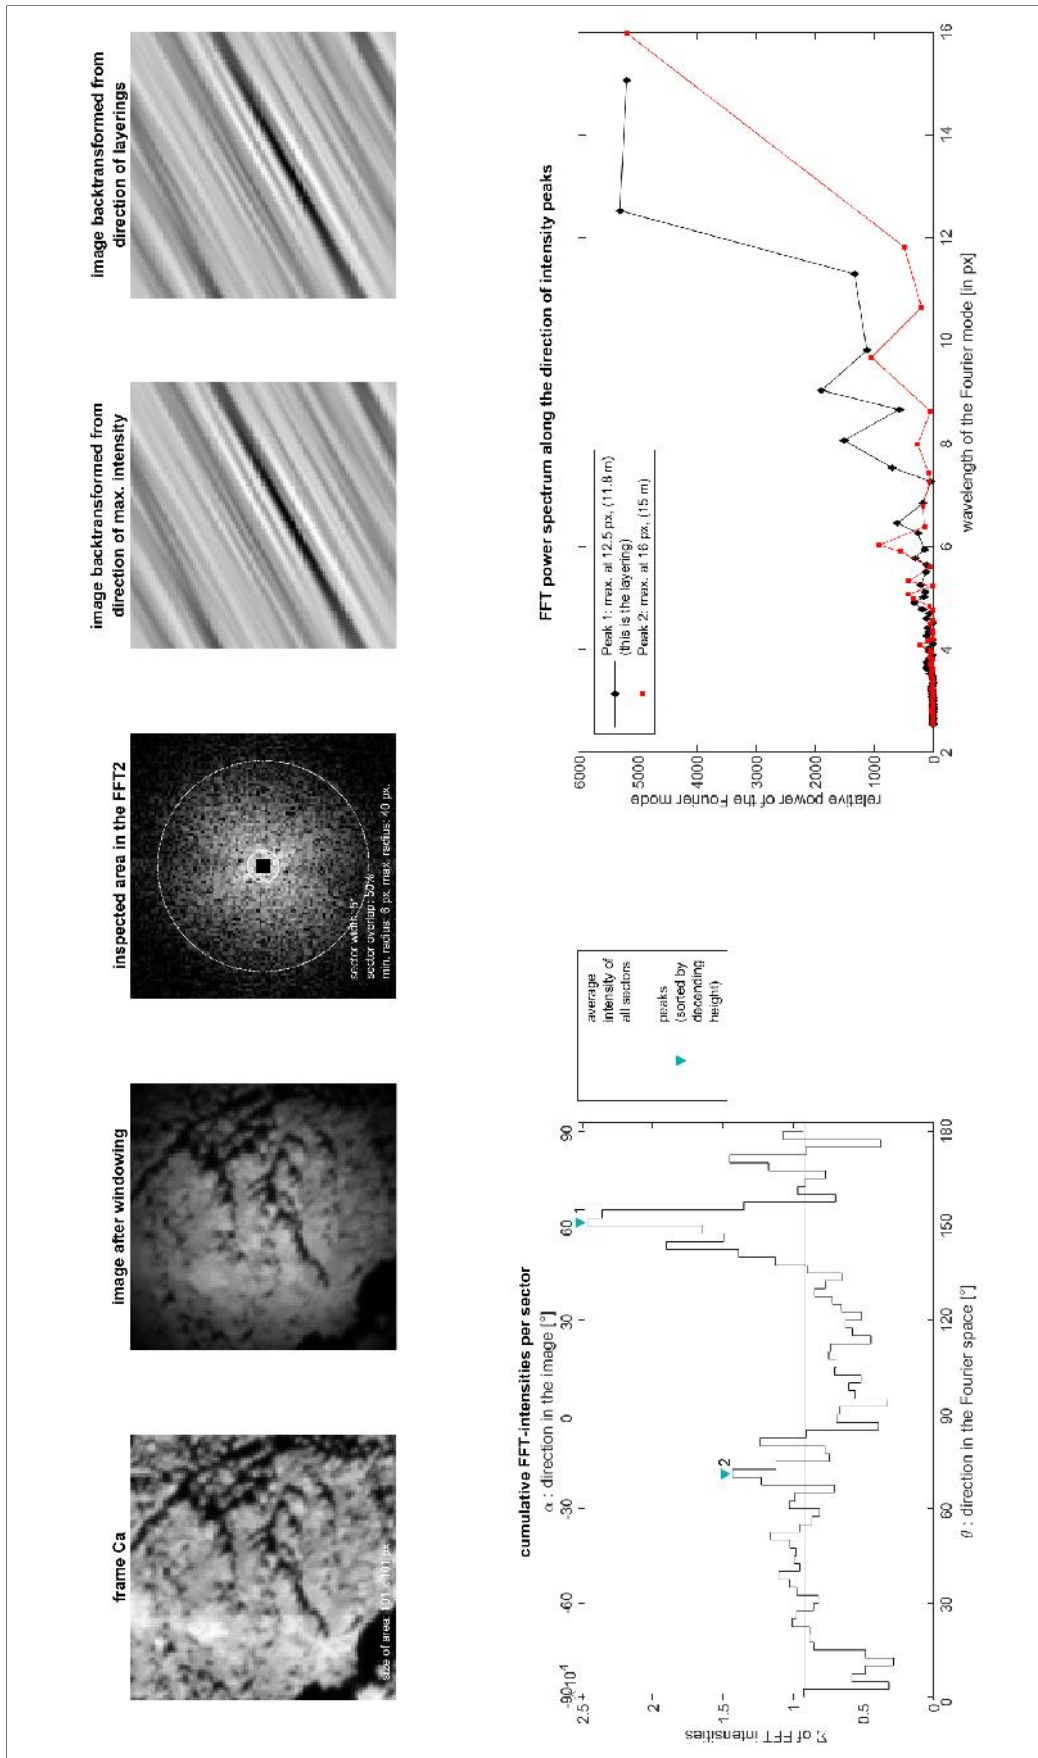 frame Ca
size of area: 101 x 101 px
image after windowing
inspected area in the FFT2
sector width: 5°
sector overlap: 50%
min. radius: 6 px, max. radius: 40 px.
image backtransformed from
direction of max. intensity
image backtransformed from
direction of layerings
cumulative FFT-intensities per sector
α : direction in the image [°]
-90 -60 -30 0 30 60 90
10⁴
2.5
2
1.5
1
0.5
0
Σ of FFT intensities
1
2
0 30 60 90 120 150 180
θ : direction in the Fourier space [°]
average
intensity of
all sectors
peaks
(sorted by
decending
height)
FFT power spectrum along the direction of intensity peaks
6000
5000
4000
3000
2000
1000
0
relative power of the Fourier mode
Peak 1: max. at 12.5 px, (11.8 m)
(this is the layering)
Peak 2: max. at 16 px, (15 m)
2 4 6 8 10 12 14 16
wavelength of the Fourier mode [in px]